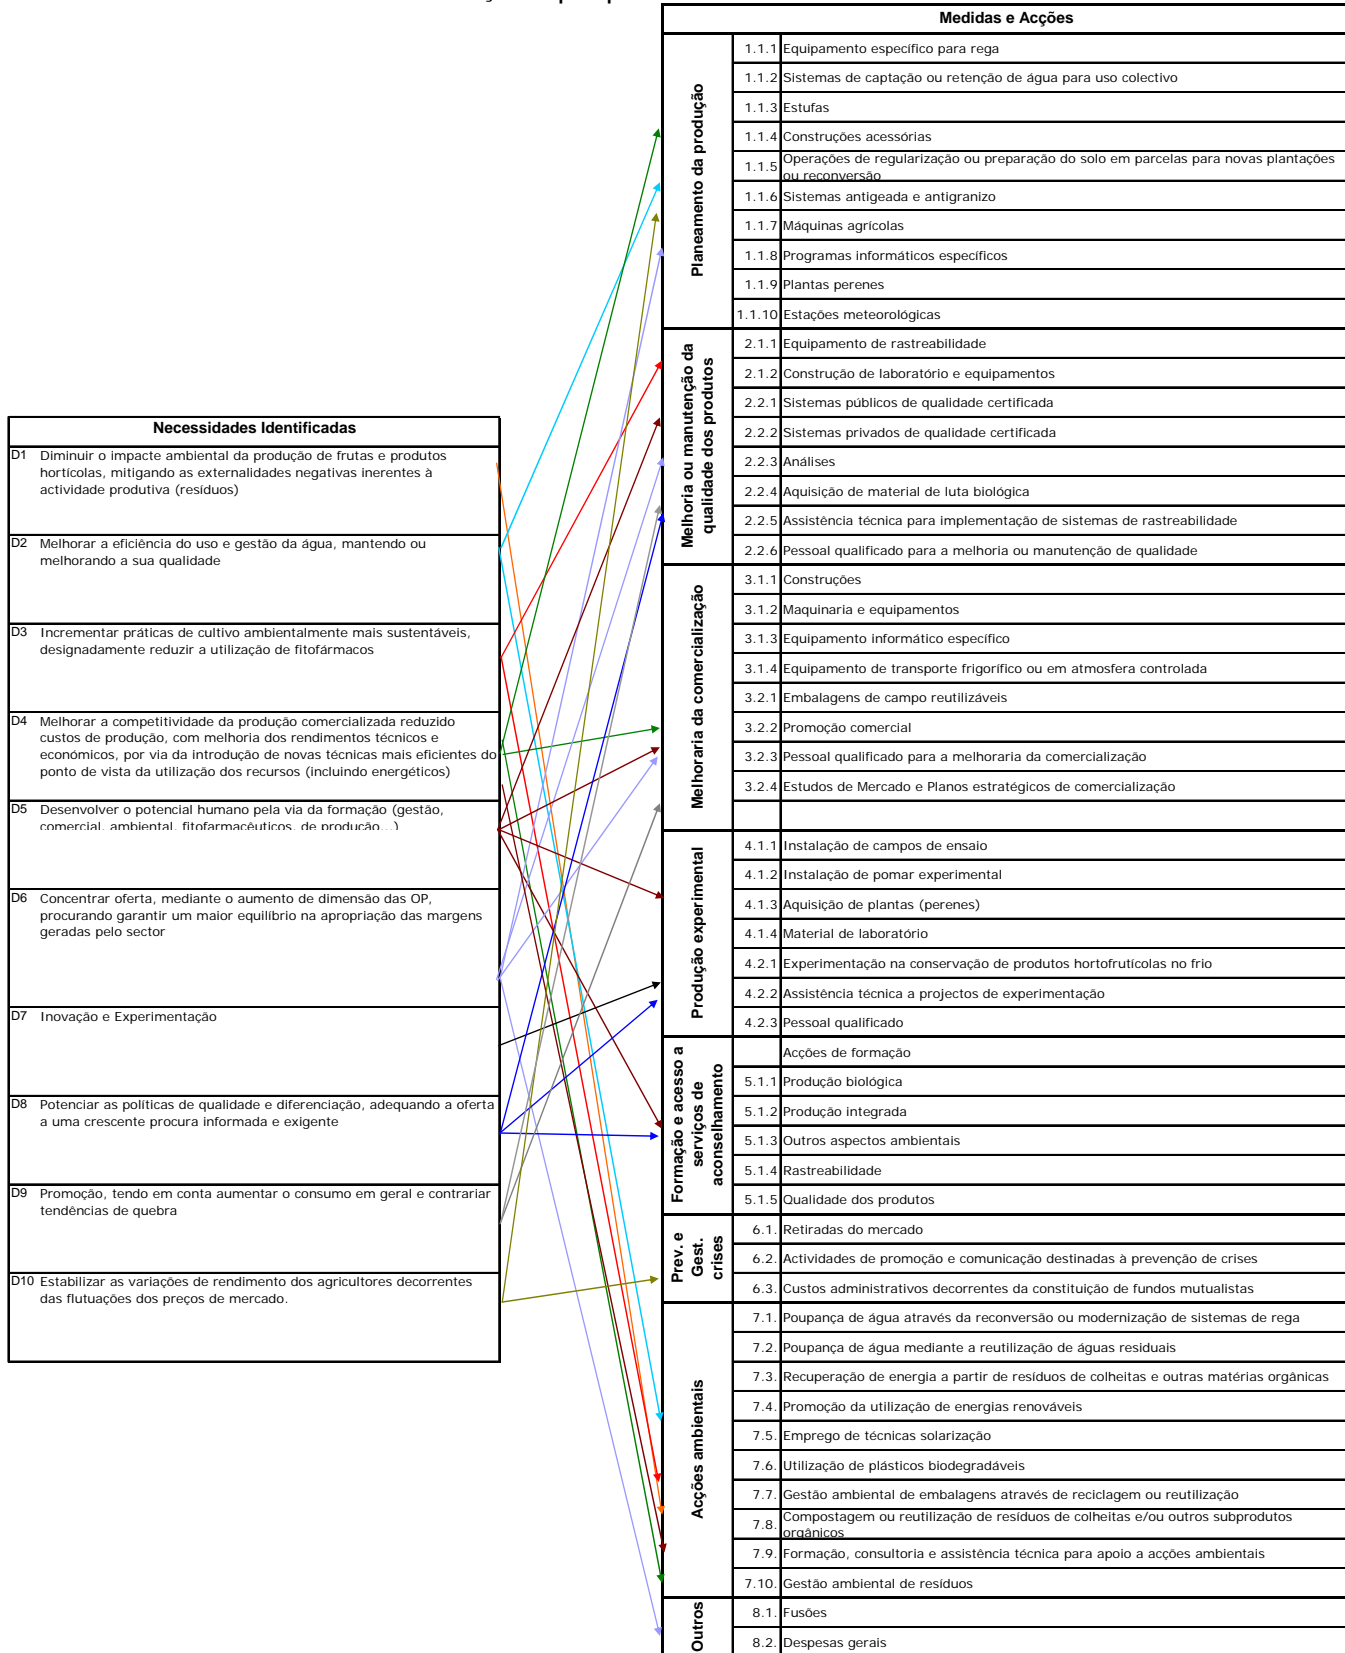 Medidas e Acções
Planeamento da produção
1.1.1 Equipamento específico para rega
1.1.2 Sistemas de captação ou retenção de água para uso colectivo
1.1.3 Estufas
1.1.4 Construções acessórias
1.1.5 Operações de regularização ou preparação do solo em parcelas para novas plantações
ou reconversão
1.1.6 Sistemas antigeada e antigranizo
1.1.7 Máquinas agrícolas
1.1.8 Programas informáticos específicos
1.1.9 Plantas perenes
1.1.10 Estações meteorológicas
Melhoria ou manutenção da
qualidade dos produtos
2.1.1 Equipamento de rastreabilidade
2.1.2 Construção de laboratório e equipamentos
2.2.1 Sistemas públicos de qualidade certificada
2.2.2 Sistemas privados de qualidade certificada
2.2.3 Análises
2.2.4 Aquisição de material de luta biológica
2.2.5 Assistência técnica para implementação de sistemas de rastreabilidade
2.2.6 Pessoal qualificado para a melhoria ou manutenção de qualidade
Melhoraria da comercialização
3.1.1 Construções
3.1.2 Maquinaria e equipamentos
3.1.3 Equipamento informático específico
3.1.4 Equipamento de transporte frigorífico ou em atmosfera controlada
3.2.1 Embalagens de campo reutilizáveis
3.2.2 Promoção comercial
3.2.3 Pessoal qualificado para a melhoraria da comercialização
3.2.4 Estudos de Mercado e Planos estratégicos de comercialização
Produção experimental
4.1.1 Instalação de campos de ensaio
4.1.2 Instalação de pomar experimental
4.1.3 Aquisição de plantas (perenes)
4.1.4 Material de laboratório
4.2.1 Experimentação na conservação de produtos hortofrutícolas no frio
4.2.2 Assistência técnica a projectos de experimentação
4.2.3 Pessoal qualificado
Formação e acesso a
serviços de
aconselhamento
Acções de formação
5.1.1 Produção biológica
5.1.2 Produção integrada
5.1.3 Outros aspectos ambientais
5.1.4 Rastreabilidade
5.1.5 Qualidade dos produtos
Prev. e
Gest.
crises
6.1. Retiradas do mercado
6.2. Actividades de promoção e comunicação destinadas à prevenção de crises
6.3. Custos administrativos decorrentes da constituição de fundos mutualistas
Acções ambientais
7.1. Poupança de água através da reconversão ou modernização de sistemas de rega
7.2. Poupança de água mediante a reutilização de águas residuais
7.3. Recuperação de energia a partir de resíduos de colheitas e outras matérias orgânicas
7.4. Promoção da utilização de energias renováveis
7.5. Emprego de técnicas solarização
7.6. Utilização de plásticos biodegradáveis
7.7. Gestão ambiental de embalagens através de reciclagem ou reutilização
7.8. Compostagem ou reutilização de resíduos de colheitas e/ou outros subprodutos
orgânicos
7.9. Formação, consultoria e assistência técnica para apoio a acções ambientais
7.10. Gestão ambiental de resíduos
Outros
8.1. Fusões
8.2. Despesas gerais
Necessidades Identificadas
D1 Diminuir o impacte ambiental da produção de frutas e produtos
hortícolas, mitigando as externalidades negativas inerentes à
actividade produtiva (resíduos)
D2 Melhorar a eficiência do uso e gestão da água, mantendo ou
melhorando a sua qualidade
D3 Incrementar práticas de cultivo ambientalmente mais sustentáveis,
designadamente reduzir a utilização de fitofármacos
D4 Melhorar a competitividade da produção comercializada reduzido
custos de produção, com melhoria dos rendimentos técnicos e
económicos, por via da introdução de novas técnicas mais eficientes do
ponto de vista da utilização dos recursos (incluindo energéticos)
D5 Desenvolver o potencial humano pela via da formação (gestão,
comercial, ambiental, fitofarmacêuticos, de produção...)
D6 Concentrar oferta, mediante o aumento de dimensão das OP,
procurando garantir um maior equilíbrio na apropriação das margens
geradas pelo sector
D7 Inovação e Experimentação
D8 Potenciar as políticas de qualidade e diferenciação, adequando a oferta
a uma crescente procura informada e exigente
D9 Promoção, tendo em conta aumentar o consumo em geral e contrariar
tendências de quebra
D10 Estabilizar as variações de rendimento dos agricultores decorrentes
das flutuações dos preços de mercado.